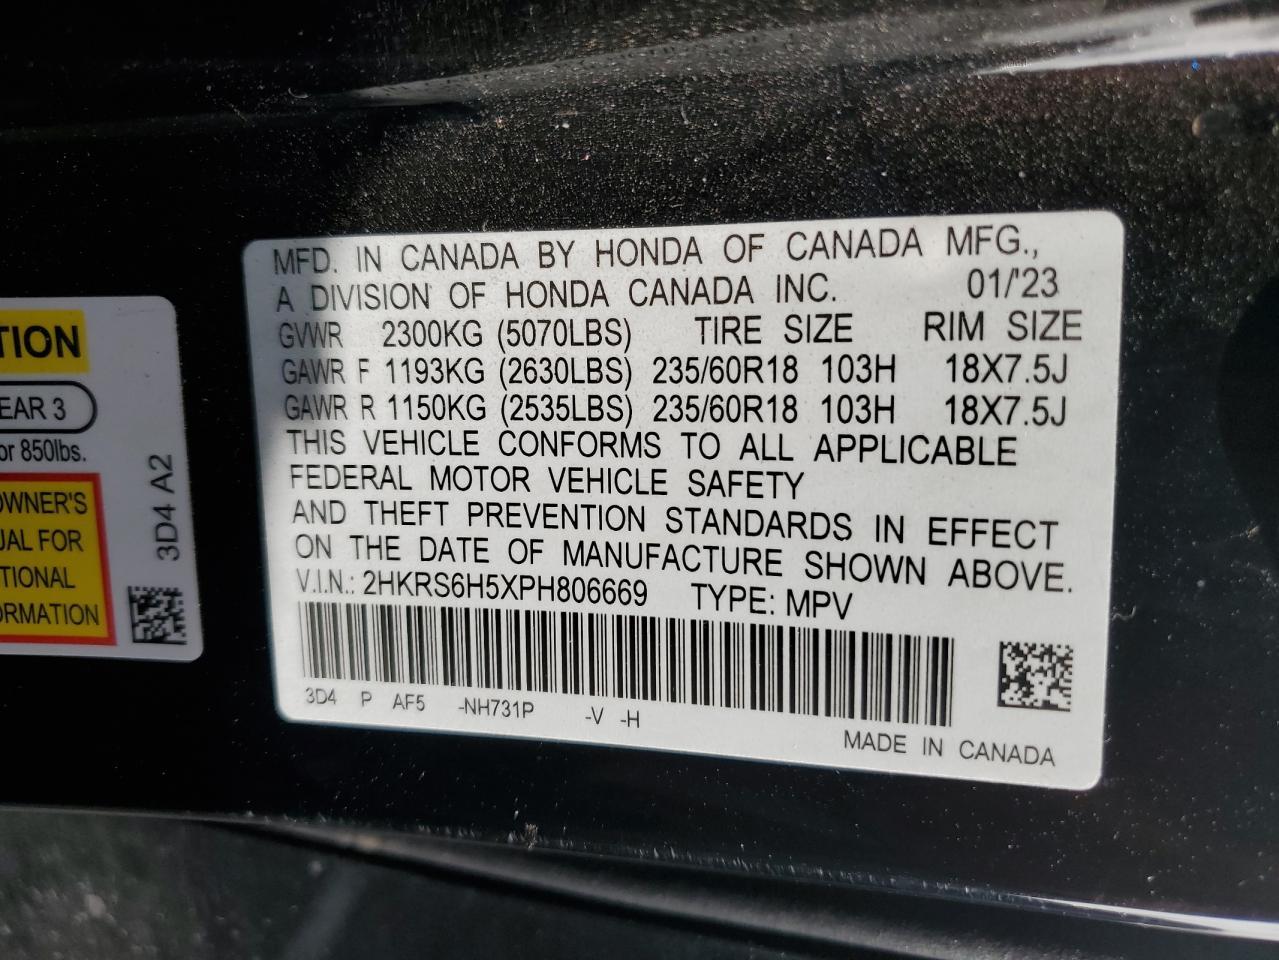 MFD. IN CANADA BY HONDA OF CANADA MFG.,
A DIVISION OF HONDA CANADA INC. 01/'23
GVWR 2300KG (5070LBS) TIRE SIZE RIM SIZE
GAWR F 1193KG (2630LBS) 235/60R18 103H 18X7.5J
GAWR R 1150KG (2535LBS) 235/60R18 103H 18X7.5J
THIS VEHICLE CONFORMS TO ALL APPLICABLE
FEDERAL MOTOR VEHICLE SAFETY
AND THEFT PREVENTION STANDARDS IN EFFECT
ON THE DATE OF MANUFACTURE SHOWN ABOVE.
V.I.N.: 2HKRS6H5XPH806669 TYPE: MPV
3D4 P AF5 -NH731P -V -H
MADE IN CANADA
TION
EAR 3
or 850lbs.
OWNER'S
UAL FOR
TIONAL
ORMATION
3D4 A2